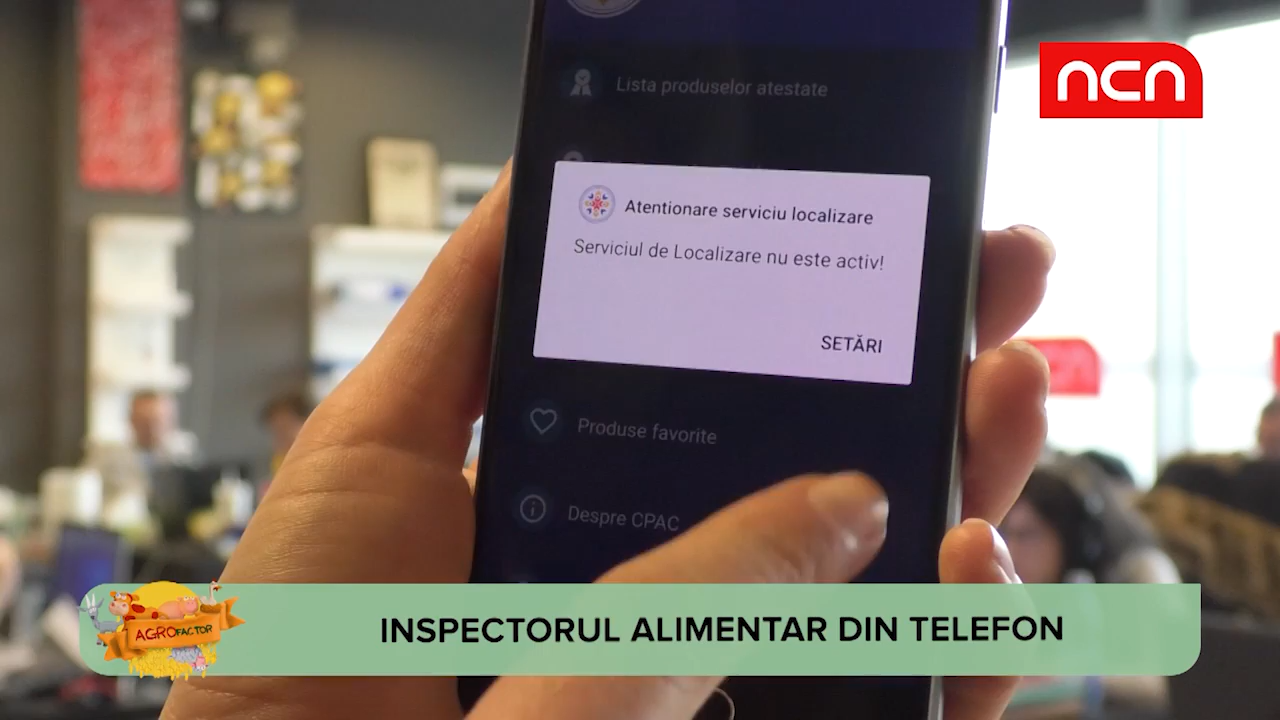 ncn
Lista produselor atestate
Atentionare serviciu localizare
Serviciul de Localizare nu este activ!
SETĂRI
Produse favorite
Despre CPAC
AGROFACTOR
INSPECTORUL ALIMENTAR DIN TELEFON